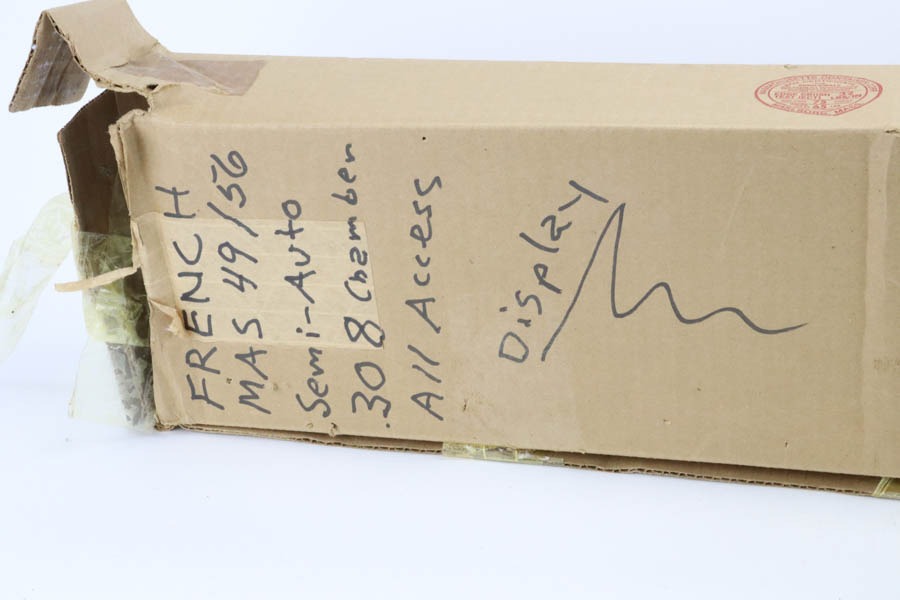 FRENCH
MAS 49/56
Semi-Auto
.308 Chamber
All Access
Display